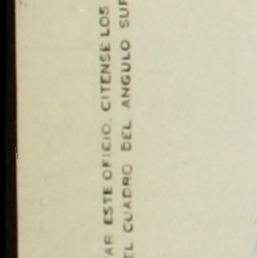 AR ESTE OFICIO, CITENSE LOS
EL CUADRO DEL ANGULO SUP